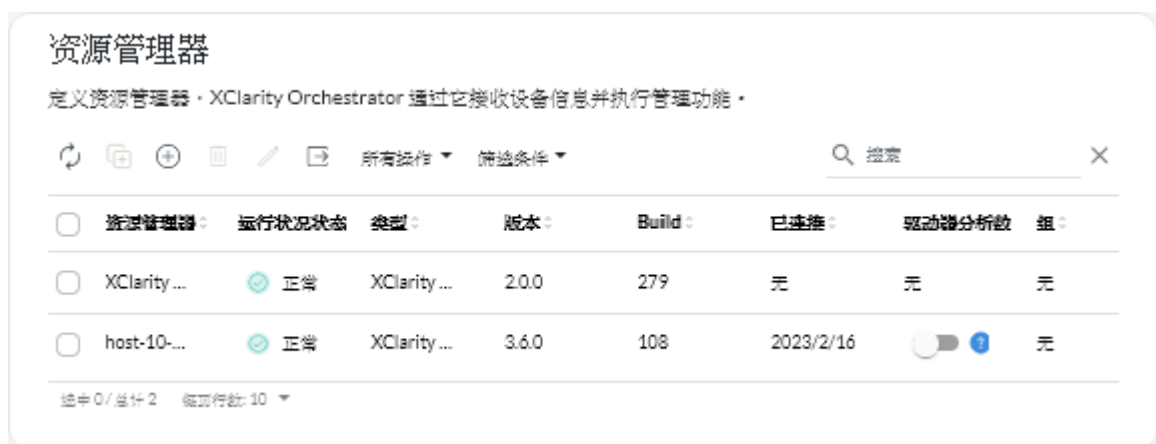 资源管理器
定义资源管理器，XClarity Orchestrator 通过它接收设备信息并执行管理功能。
所有操作 筛选条件 搜索
资源管理器 运行状况状态 类型 版本 Build 已连接 驱动器分析数 组
XClarity ... 正常 XClarity ... 2.0.0 279 无 无 无
host-10-... 正常 XClarity ... 3.6.0 108 2023/2/16 ? 无
选中 0 / 总计 2 每页行数: 10